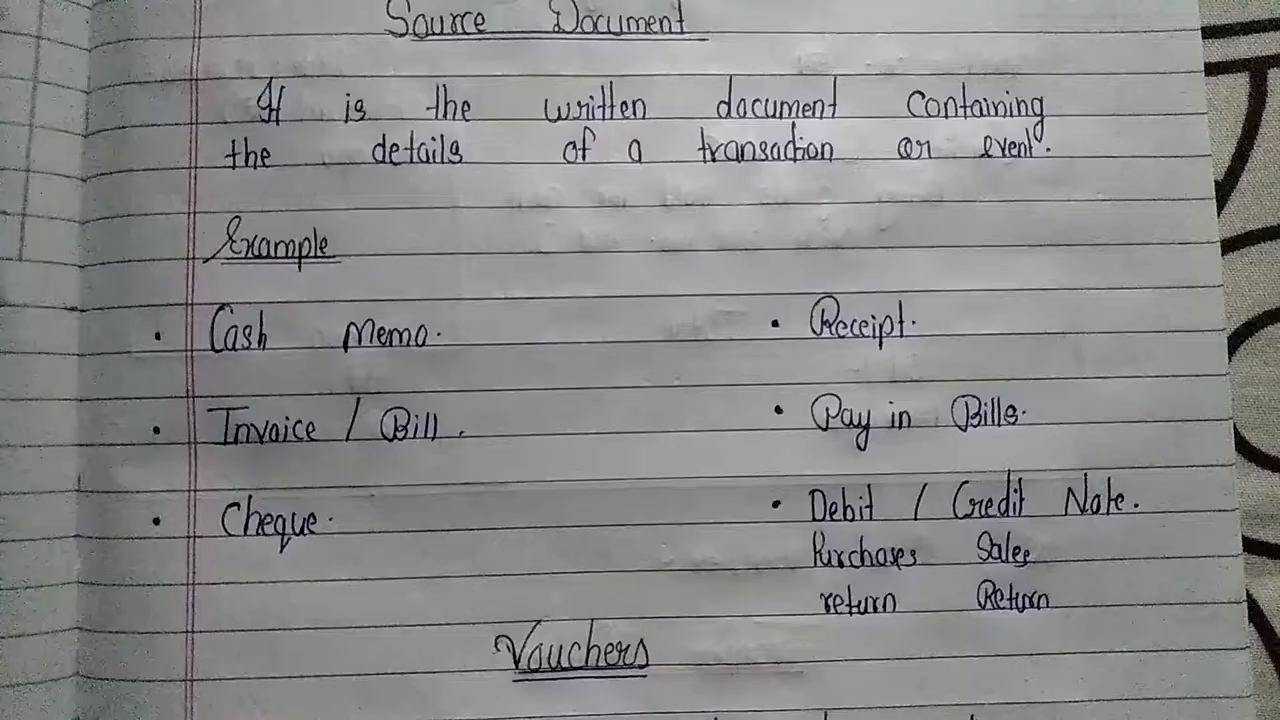 Source Document
It is the written document containing
the details of a transaction or event.
Example
• Cash Memo.
• Receipt.
• Invoice / Bill.
• Pay in Bills.
• Cheque.
• Debit / Credit Note.
Purchases Sales
return Return
Vouchers